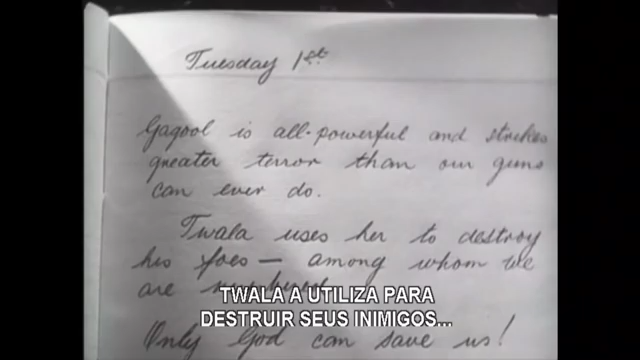 Tuesday 1st
Gagool is all-powerful and strikes
greater terror than our guns
can ever do.
Twala uses her to destroy
his foes — among whom we
are
TWALA A UTILIZA PARA
DESTRUIR SEUS INIMIGOS...
Only God can save us!